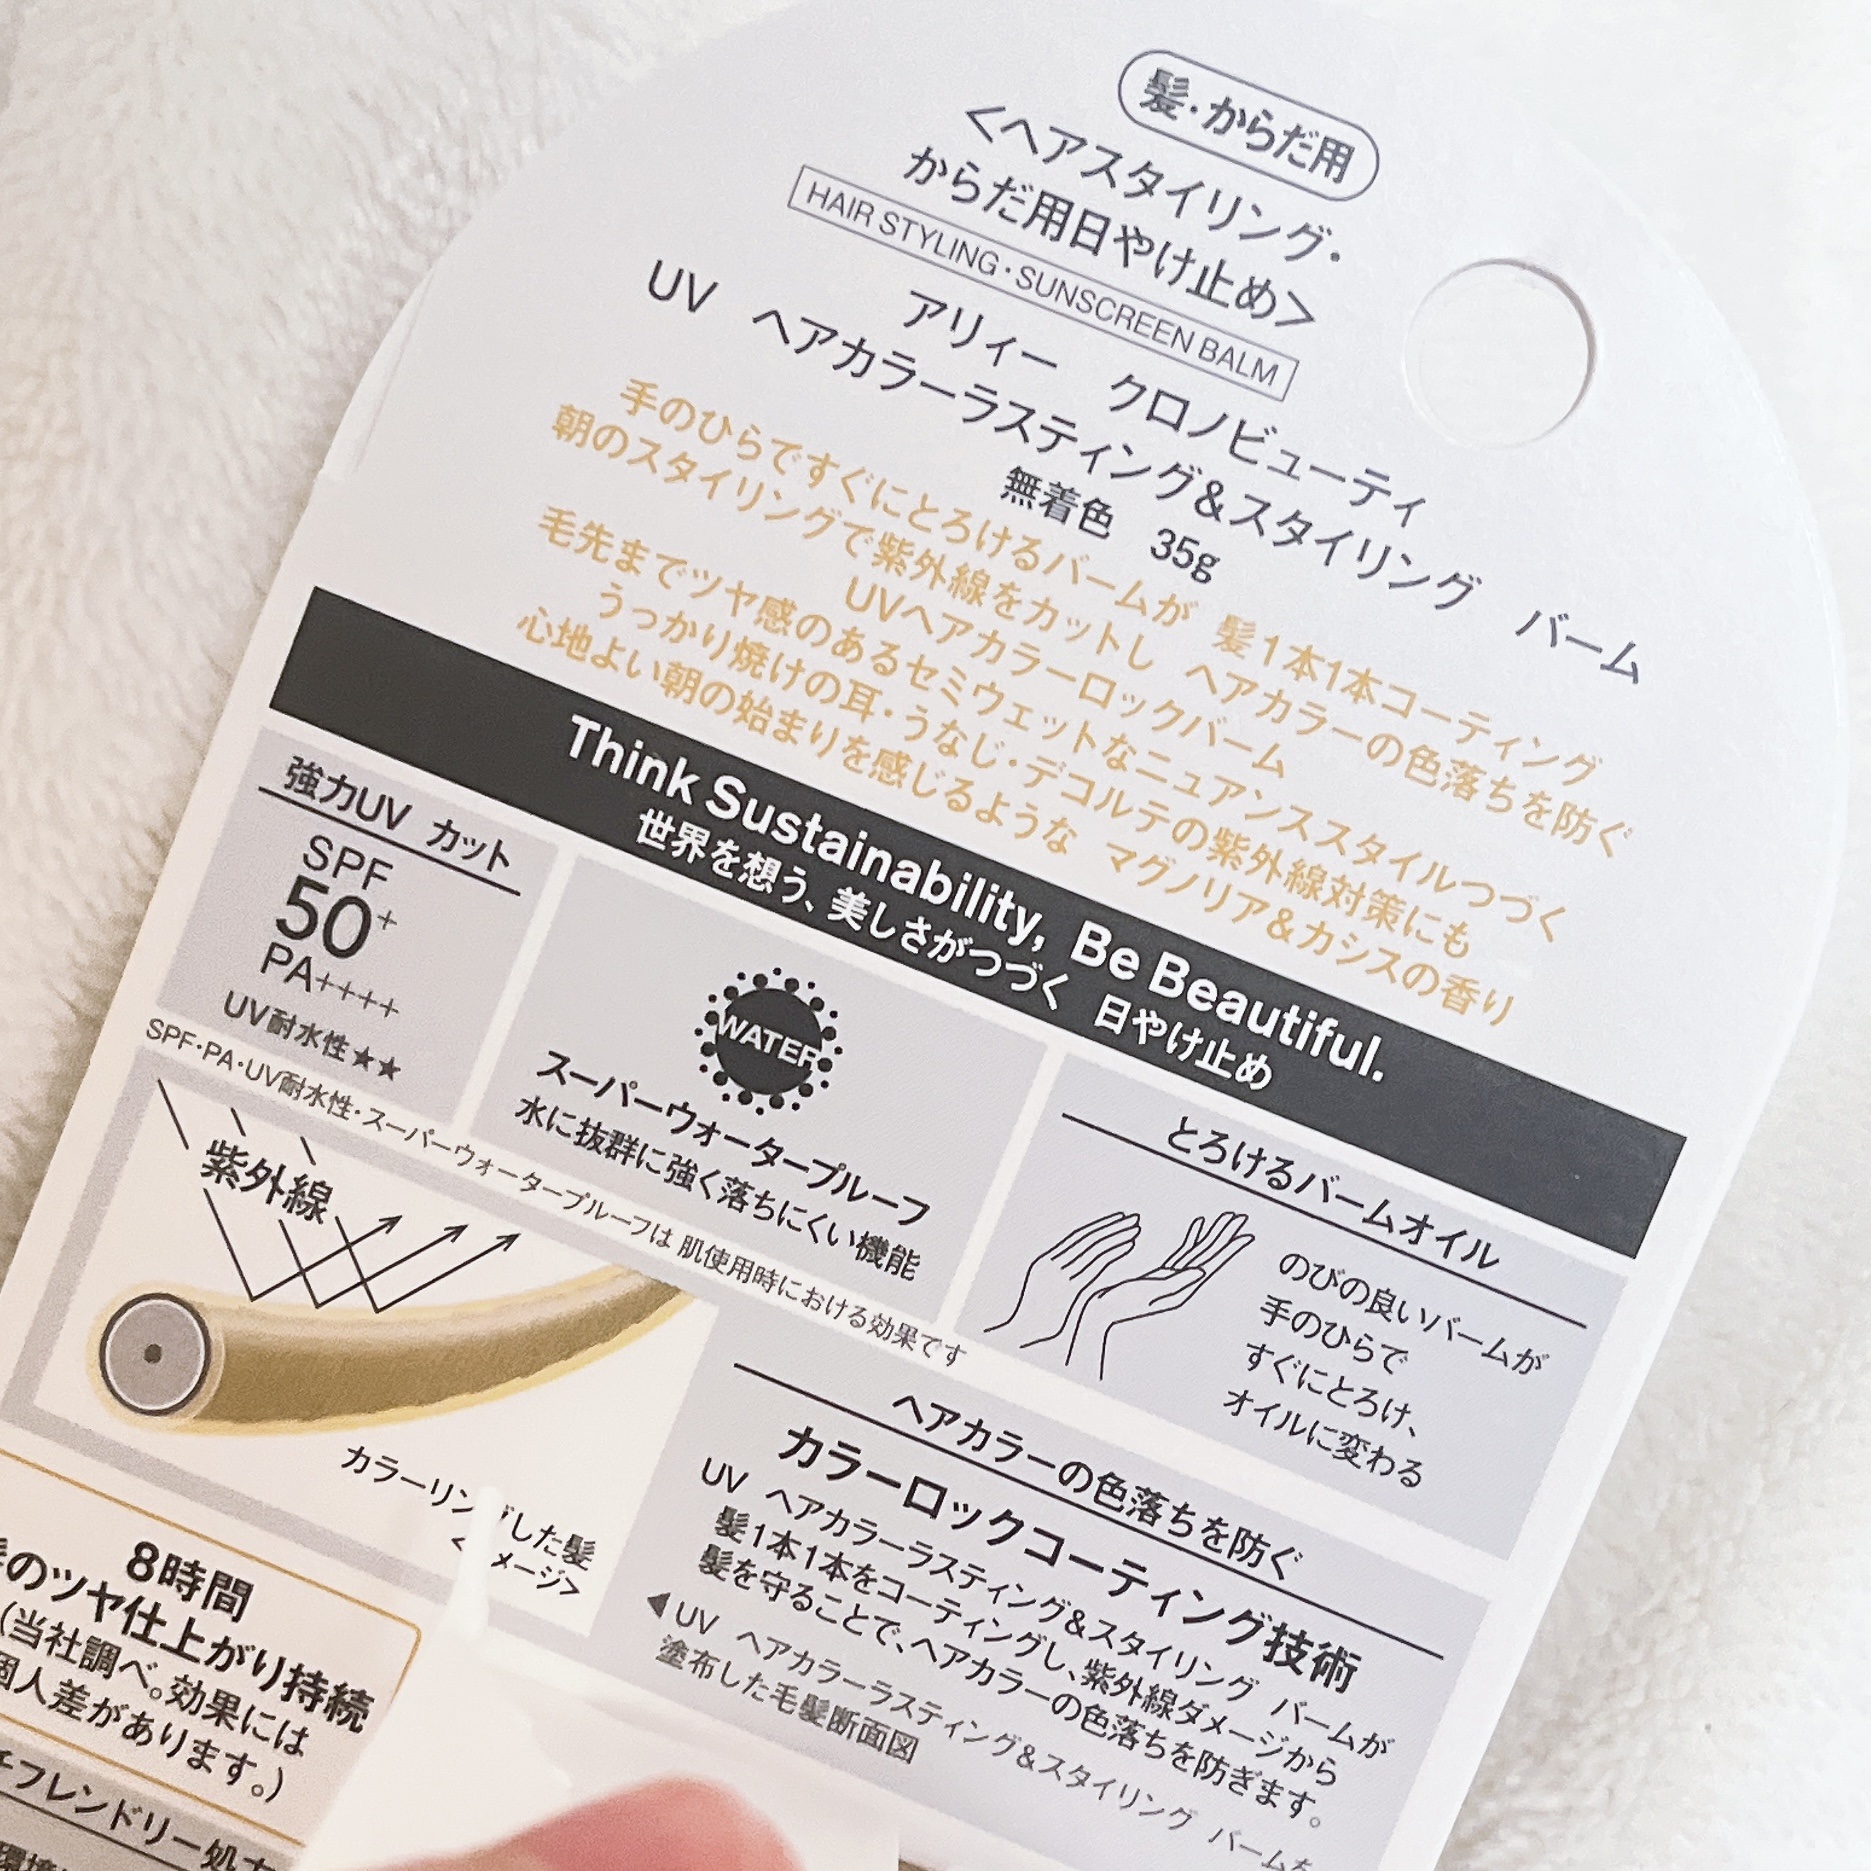 髪・からだ用
<ヘアスタイリング・
からだ用日やけ止め>
HAIR STYLING・SUNSCREEN BALM
アリィー クロノビューティ
UV ヘアカラーラスティング&スタイリング バーム
無着色 35g
手のひらですぐにとろけるバームが 髪1本1本コーティング
朝のスタイリングで紫外線をカットし ヘアカラーの色落ちを防ぐ
UVヘアカラーロックバーム
毛先までツヤ感のあるセミウェットなニュアンススタイルつづく
うっかり焼けの耳・うなじ・デコルテの紫外線対策にも
心地よい朝の始まりを感じるような マグノリア&カシスの香り
Think Sustainability, Be Beautiful.
世界を想う、美しさがつづく 日やけ止め
強力UV カット
SPF
50+
PA++++
UV耐水性★★
WATER
スーパーウォータープルーフ
水に抜群に強く落ちにくい機能
とろけるバームオイル
のびの良いバームが
手のひらで
すぐにとろけ、
オイルに変わる
SPF・PA・UV耐水性・スーパーウォータープルーフは 肌使用時における効果です
紫外線
カラーリングした髪
メージ>
ヘアカラーの色落ちを防ぐ
カラーロックコーティング技術
UV ヘアカラーラスティング&スタイリング バームが
髪1本1本をコーティングし、紫外線ダメージから
髪を守ることで、ヘアカラーの色落ちを防ぎます。
◀UV ヘアカラーラスティング&スタイリング バームを
塗布した毛髪断面図
8時間
のツヤ仕上がり持続
(当社調べ。効果には
個人差があります。)
フレンドリー処方
環境